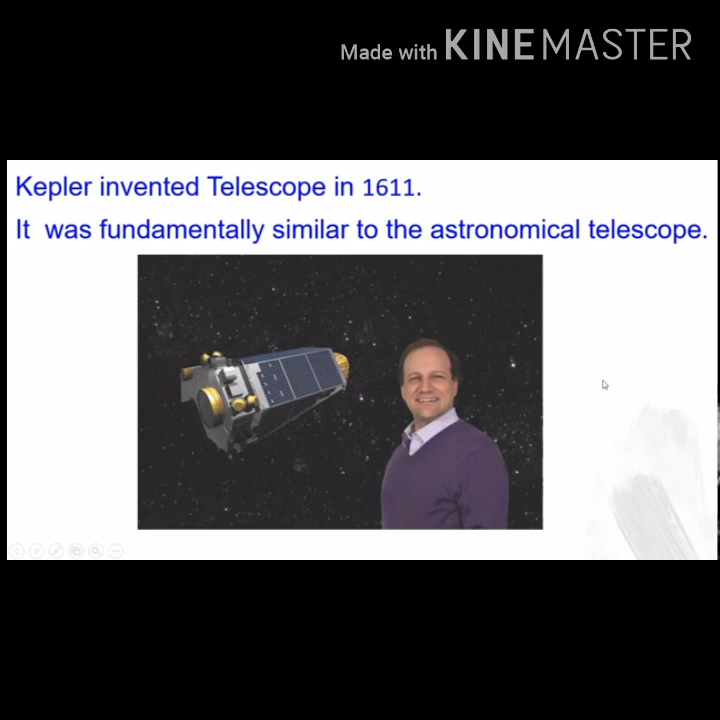 Made with KINEMASTER
Kepler invented Telescope in 1611.
It was fundamentally similar to the astronomical telescope.